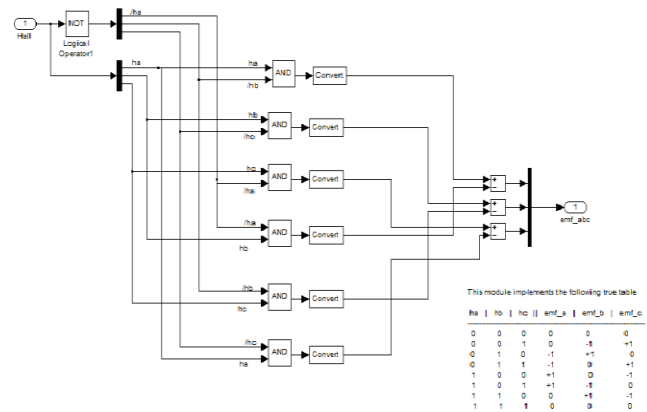 1
Hall
NOT
Logical
Operator1
/ha
ha
ha
/hb
AND
Convert
hb
/hc
AND
Convert
hc
/ha
AND
Convert
/ha
hb
AND
Convert
/hb
hc
AND
Convert
/hc
ha
AND
Convert
+
−
+
−
+
−
1
emf_abc
This module implements the following true table
ha | hb | hc || emf_a | emf_b | emf_c
0 0 0 0 0 0
0 0 1 0 -1 +1
0 1 0 -1 +1 0
0 1 1 -1 0 +1
1 0 0 +1 0 -1
1 0 1 +1 -1 0
1 1 0 0 +1 -1
1 1 1 0 0 0